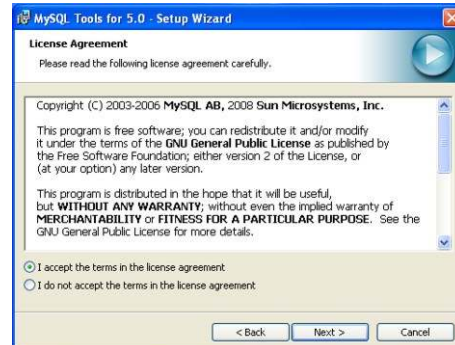 MySQL Tools for 5.0 - Setup Wizard
License Agreement
Please read the following license agreement carefully.
Copyright (C) 2003-2006 MySQL AB, 2008 Sun Microsystems, Inc.
This program is free software; you can redistribute it and/or modify
it under the terms of the GNU General Public License as published by
the Free Software Foundation; either version 2 of the License, or
(at your option) any later version.
This program is distributed in the hope that it will be useful,
but WITHOUT ANY WARRANTY; without even the implied warranty of
MERCHANTABILITY or FITNESS FOR A PARTICULAR PURPOSE. See the
GNU General Public License for more details.
I accept the terms in the license agreement
I do not accept the terms in the license agreement
< Back Next > Cancel